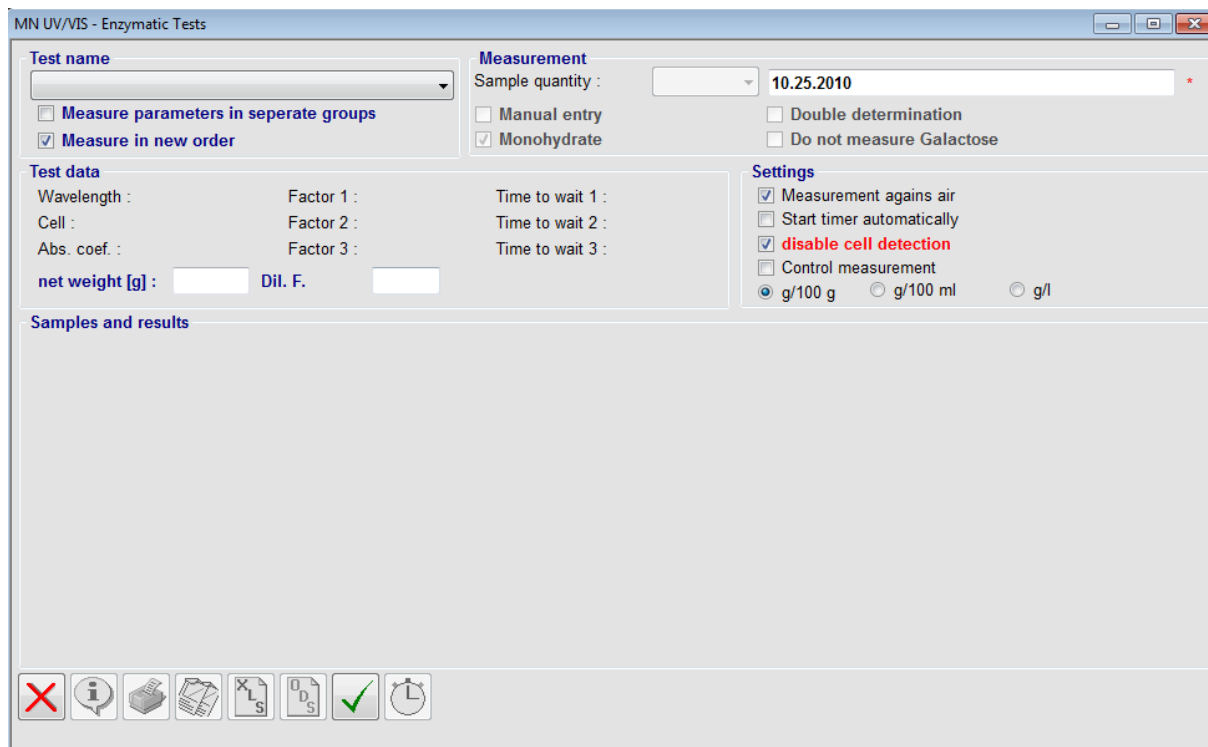 MN UV/VIS - Enzymatic Tests
Test name
Measure parameters in seperate groups
Measure in new order
Measurement
Sample quantity :
10.25.2010 *
Manual entry
Double determination
Monohydrate
Do not measure Galactose
Test data
Wavelength : Factor 1 : Time to wait 1 :
Cell : Factor 2 : Time to wait 2 :
Abs. coef. : Factor 3 : Time to wait 3 :
net weight [g] : Dil. F.
Settings
Measurement agains air
Start timer automatically
disable cell detection
Control measurement
g/100 g g/100 ml g/l
Samples and results
XLS
ODS